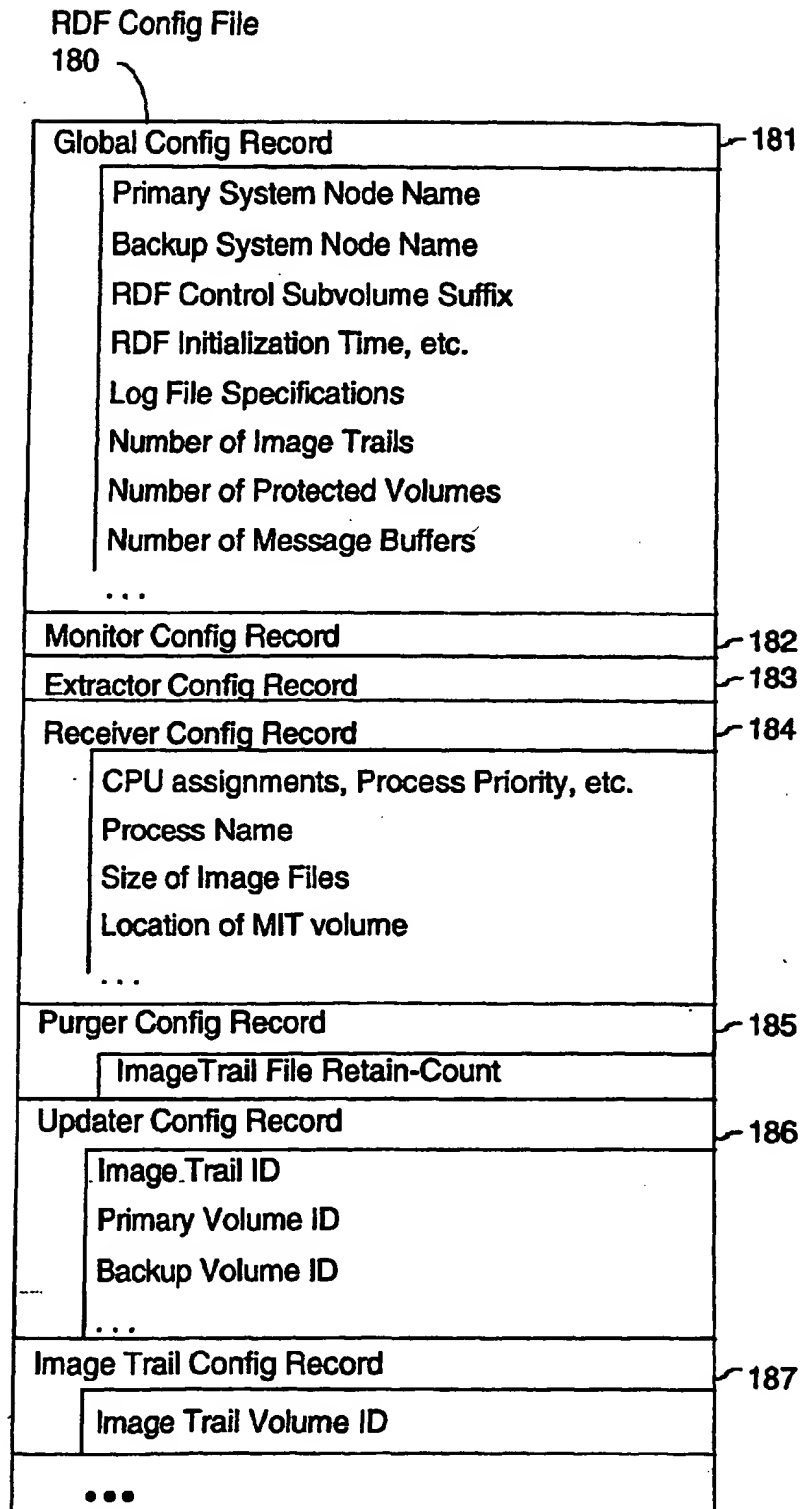 RDF Config File
180
Global Config Record 181
Primary System Node Name
Backup System Node Name
RDF Control Subvolume Suffix
RDF Initialization Time, etc.
Log File Specifications
Number of Image Trails
Number of Protected Volumes
Number of Message Buffers
...
Monitor Config Record 182
Extractor Config Record 183
Receiver Config Record 184
CPU assignments, Process Priority, etc.
Process Name
Size of Image Files
Location of MIT volume
...
Purger Config Record 185
ImageTrail File Retain-Count
Updater Config Record 186
Image Trail ID
Primary Volume ID
Backup Volume ID
...
Image Trail Config Record 187
Image Trail Volume ID
•••